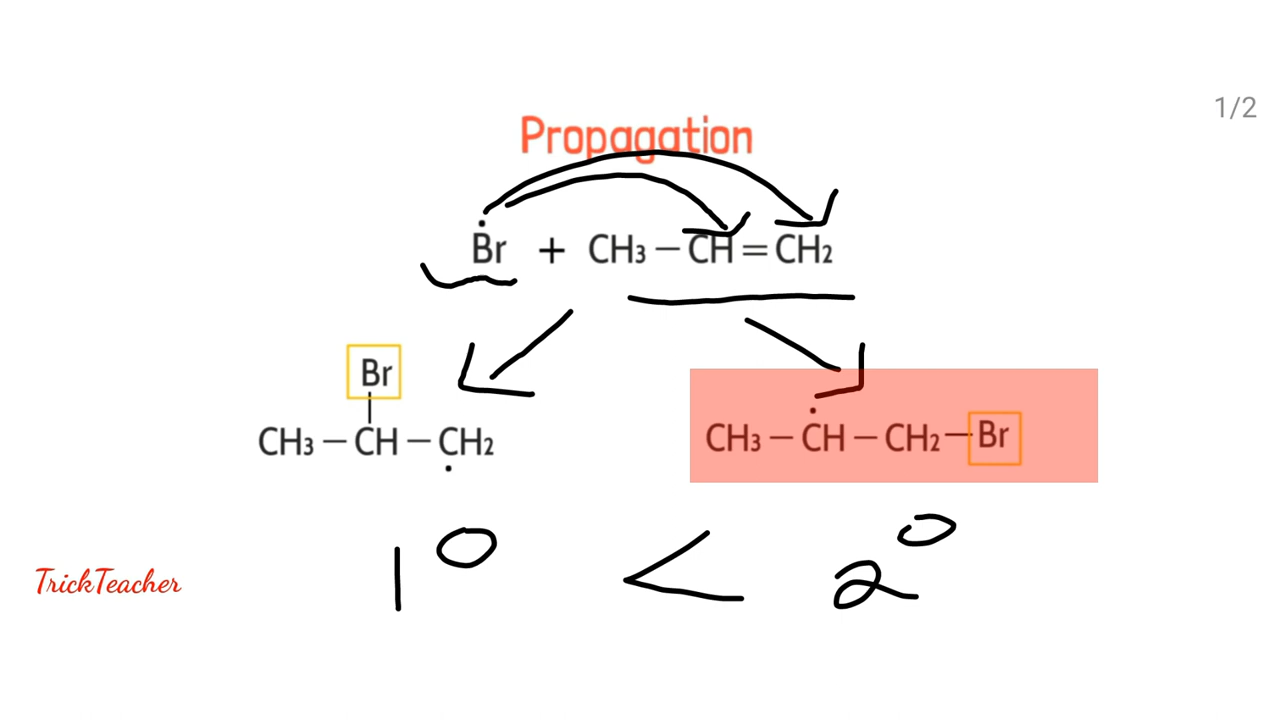 1/2
Propagation
Br + CH3 – CH = CH2
Br
CH3 – CH – CH2
CH3 – CH – CH2 – Br
1° < 2°
TrickTeacher